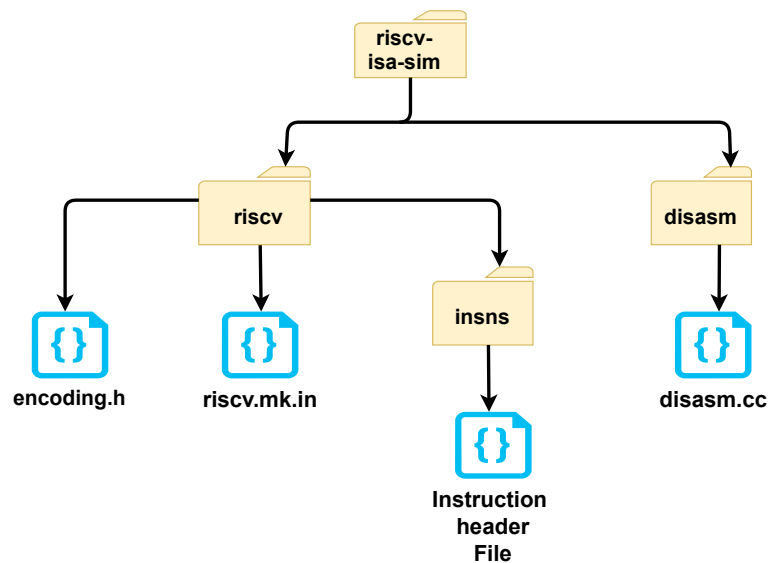 riscv-
isa-sim
riscv
disasm
insns
encoding.h
riscv.mk.in
disasm.cc
Instruction
header
File